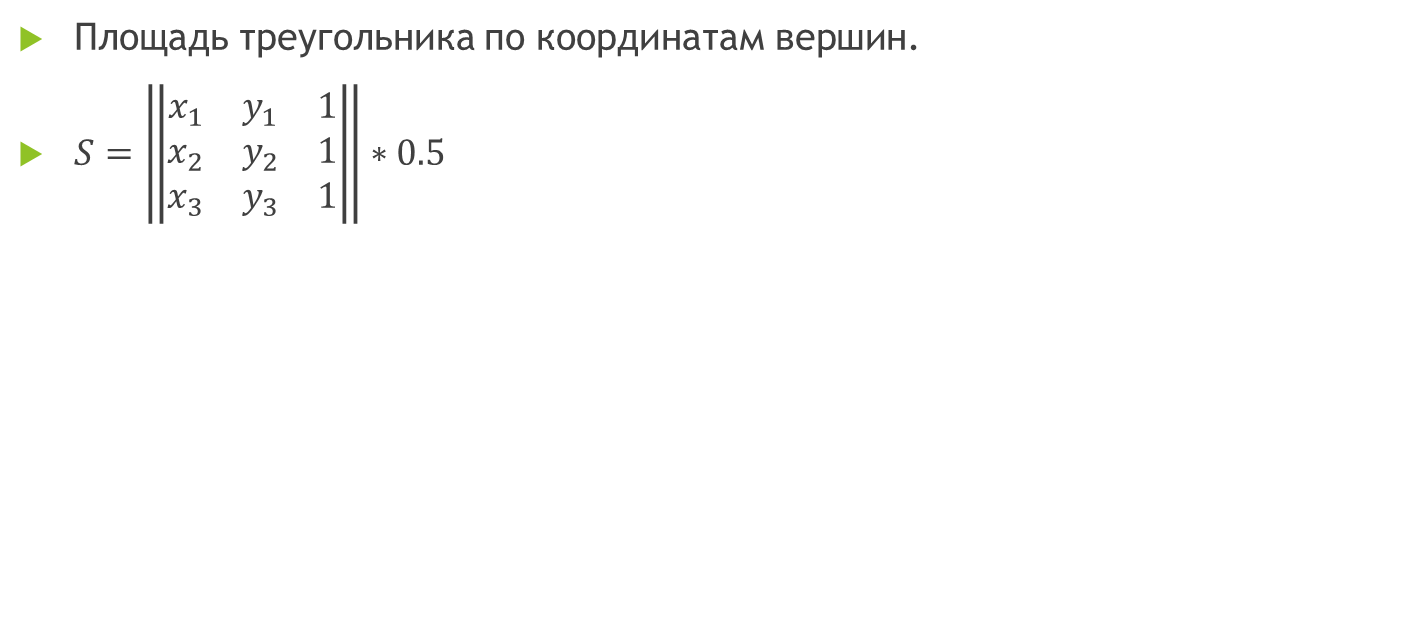 Площадь треугольника по координатам вершин.
S = ‖x₁ y₁ 1
x₂ y₂ 1
x₃ y₃ 1‖ * 0.5